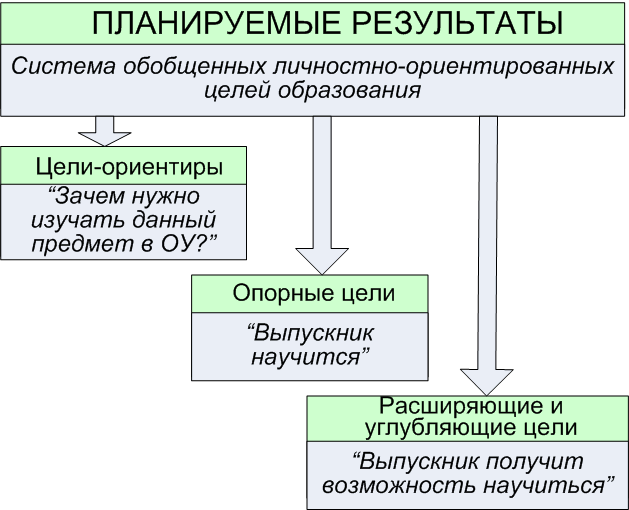 ПЛАНИРУЕМЫЕ РЕЗУЛЬТАТЫ
Система обобщенных личностно-ориентированных
целей образования
Цели-ориентиры
“Зачем нужно
изучать данный
предмет в ОУ?”
Опорные цели
“Выпускник
научится”
Расширяющие и
углубляющие цели
“Выпускник получит
возможность научиться”